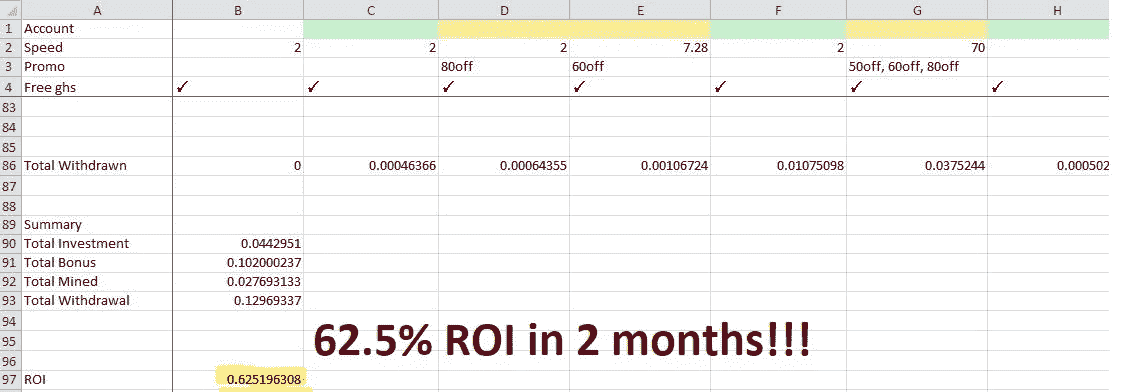 A B C D E F G H
1 Account
2 Speed 2 2 2 7.28 2 70
3 Promo 80off 60off 50off, 60off, 80off
4 Free ghs ✓ ✓ ✓ ✓ ✓ ✓ ✓
83
84
85
86 Total Withdrawn 0 0.00046366 0.00064355 0.00106724 0.01075098 0.0375244 0.000502
87
88
89 Summary
90 Total Investment 0.0442951
91 Total Bonus 0.102000237
92 Total Mined 0.027693133
93 Total Withdrawal 0.12969337
94
95 62.5% ROI in 2 months!!!
96
97 ROI 0.625196308